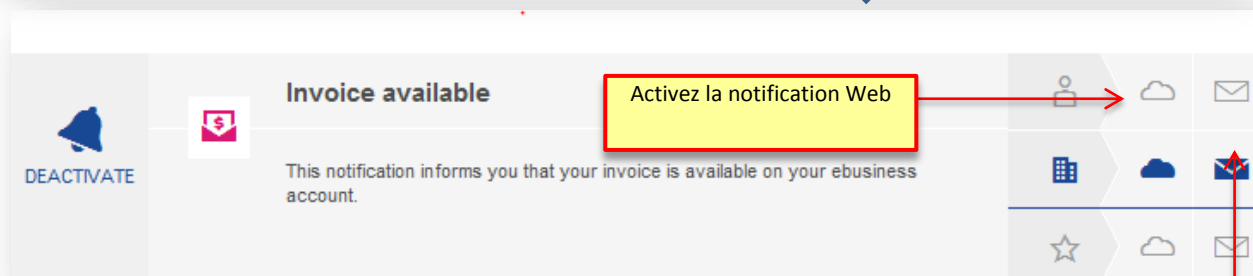 Invoice available
Activez la notification Web
DEACTIVATE
This notification informs you that your invoice is available on your ebusiness
account.